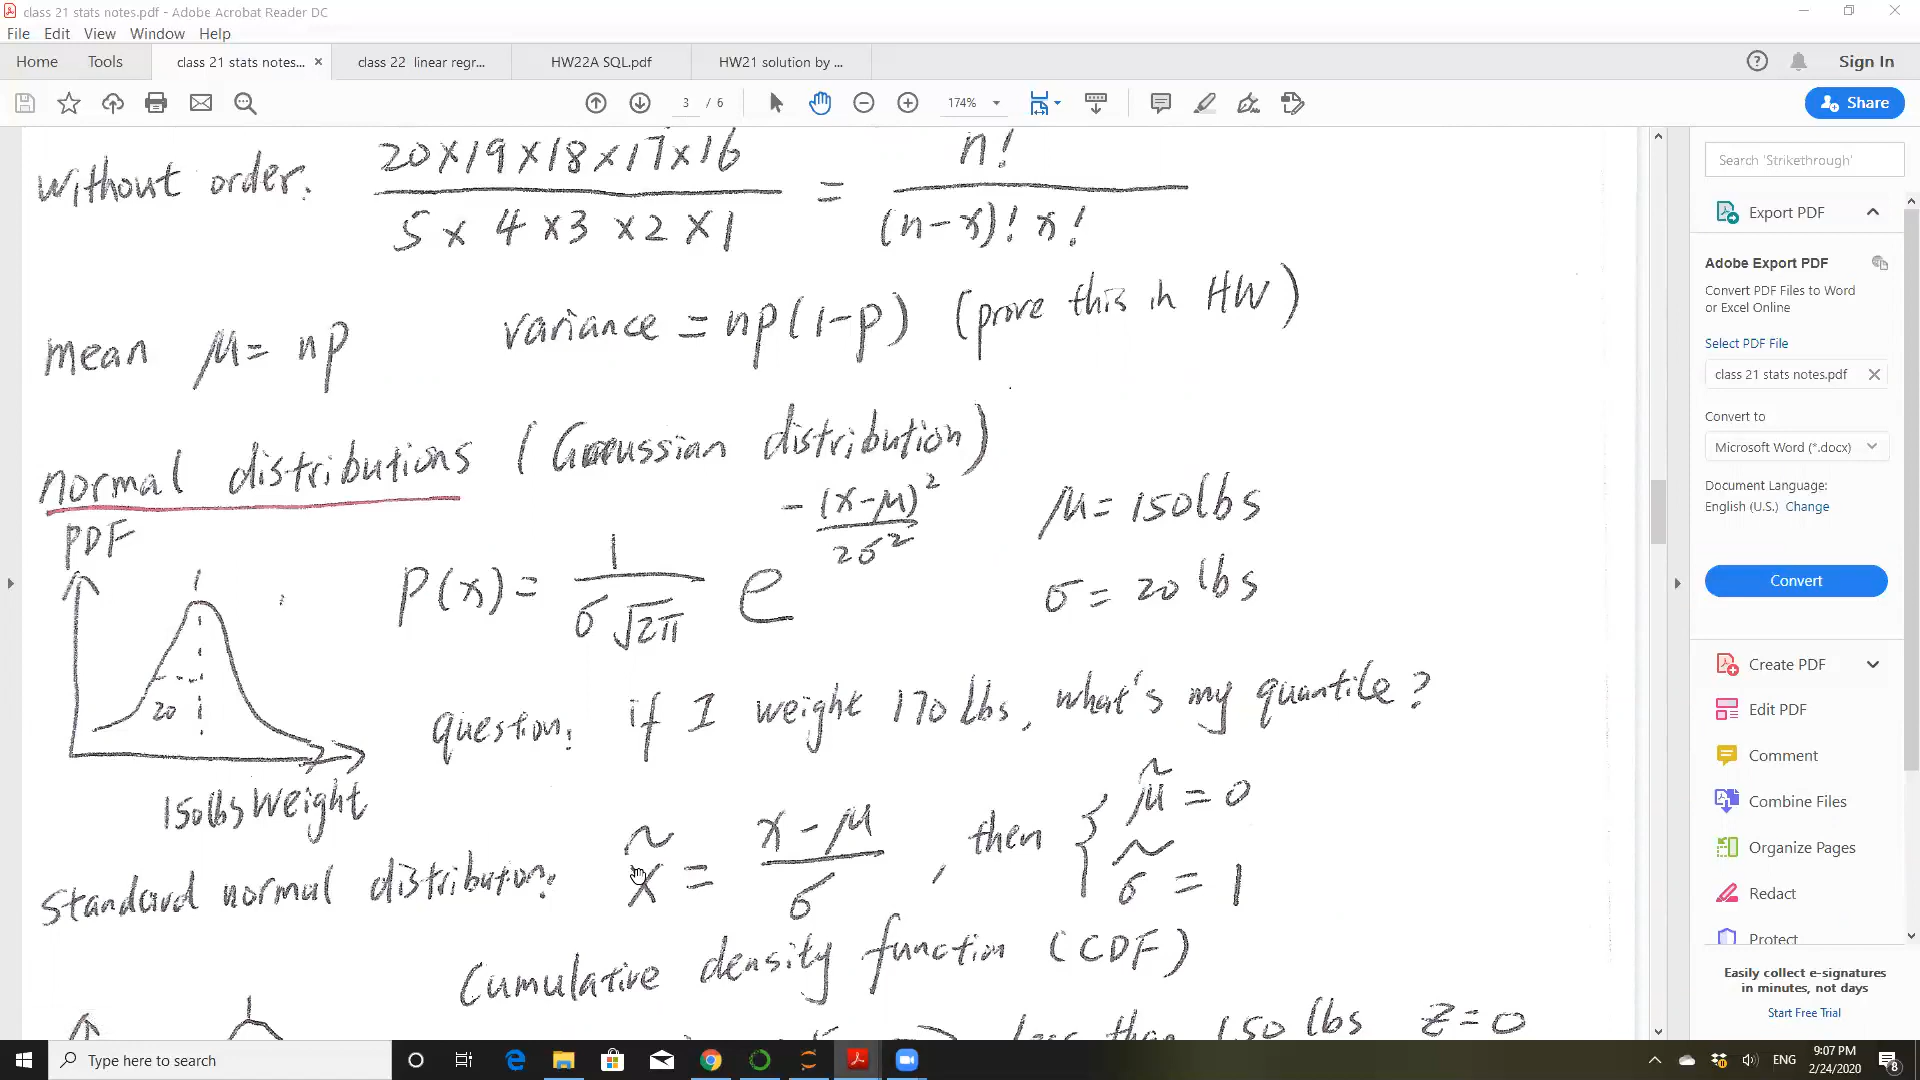 class 21 stats notes.pdf - Adobe Acrobat Reader DC
File Edit View Window Help
Home Tools class 21 stats notes... × class 22 linear regr... HW22A SQL.pdf HW21 solution by ... Sign In
3 / 6 174% Share
without order: 20×19×18×17×16 / 5×4×3×2×1 = n! / (n-x)! x!
mean μ = np variance = np(1-p) (prove this in HW)
normal distributions (Gaussian distribution)
PDF
P(x) = 1 / σ√2π e -(x-μ)² / 2σ²
μ = 150 lbs
σ = 20 lbs
20
question: if I weight 170 lbs, what's my quantile?
150lbs Weight
standard normal distribution: x̃ = x-μ / σ , then { μ̃ = 0
σ̃ = 1
Cumulative density function (CDF)
less than 150 lbs z=0
Search 'Strikethrough'
Export PDF
Adobe Export PDF
Convert PDF Files to Word
or Excel Online
Select PDF File
class 21 stats notes.pdf ×
Convert to
Microsoft Word (*.docx)
Document Language:
English (U.S.) Change
Convert
Create PDF
Edit PDF
Comment
Combine Files
Organize Pages
Redact
Protect
Easily collect e-signatures
in minutes, not days
Start Free Trial
Type here to search
ENG
9:07 PM
2/24/2020
8